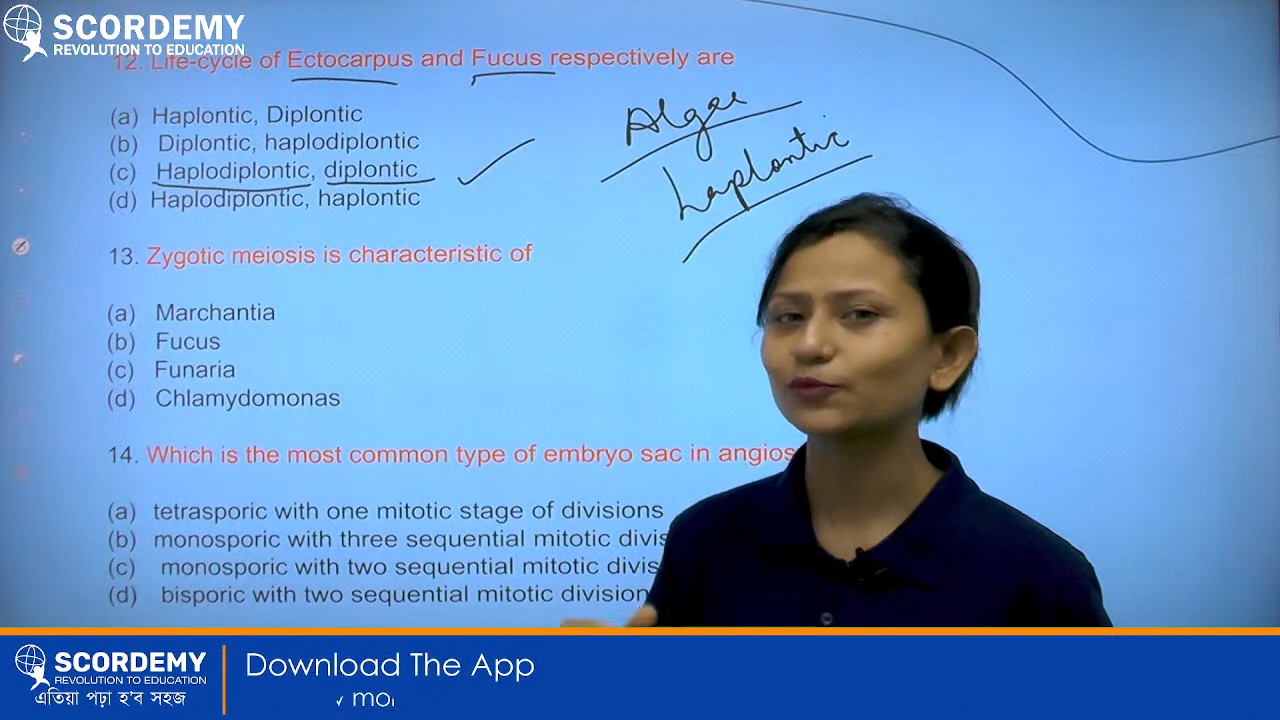 SCORDEMY
REVOLUTION TO EDUCATION
12. Life-cycle of Ectocarpus and Fucus respectively are
(a) Haplontic, Diplontic
(b) Diplontic, haplodiplontic
(c) Haplodiplontic, diplontic
(d) Haplodiplontic, haplontic
Algae
haplontic
13. Zygotic meiosis is characteristic of
(a) Marchantia
(b) Fucus
(c) Funaria
(d) Chlamydomonas
14. Which is the most common type of embryo sac in angios
(a) tetrasporic with one mitotic stage of divisions
(b) monosporic with three sequential mitotic divis
(c) monosporic with two sequential mitotic divis
(d) bisporic with two sequential mitotic division
SCORDEMY
REVOLUTION TO EDUCATION
এতিয়া পঢ়া হ'ব সহজ
Download The App